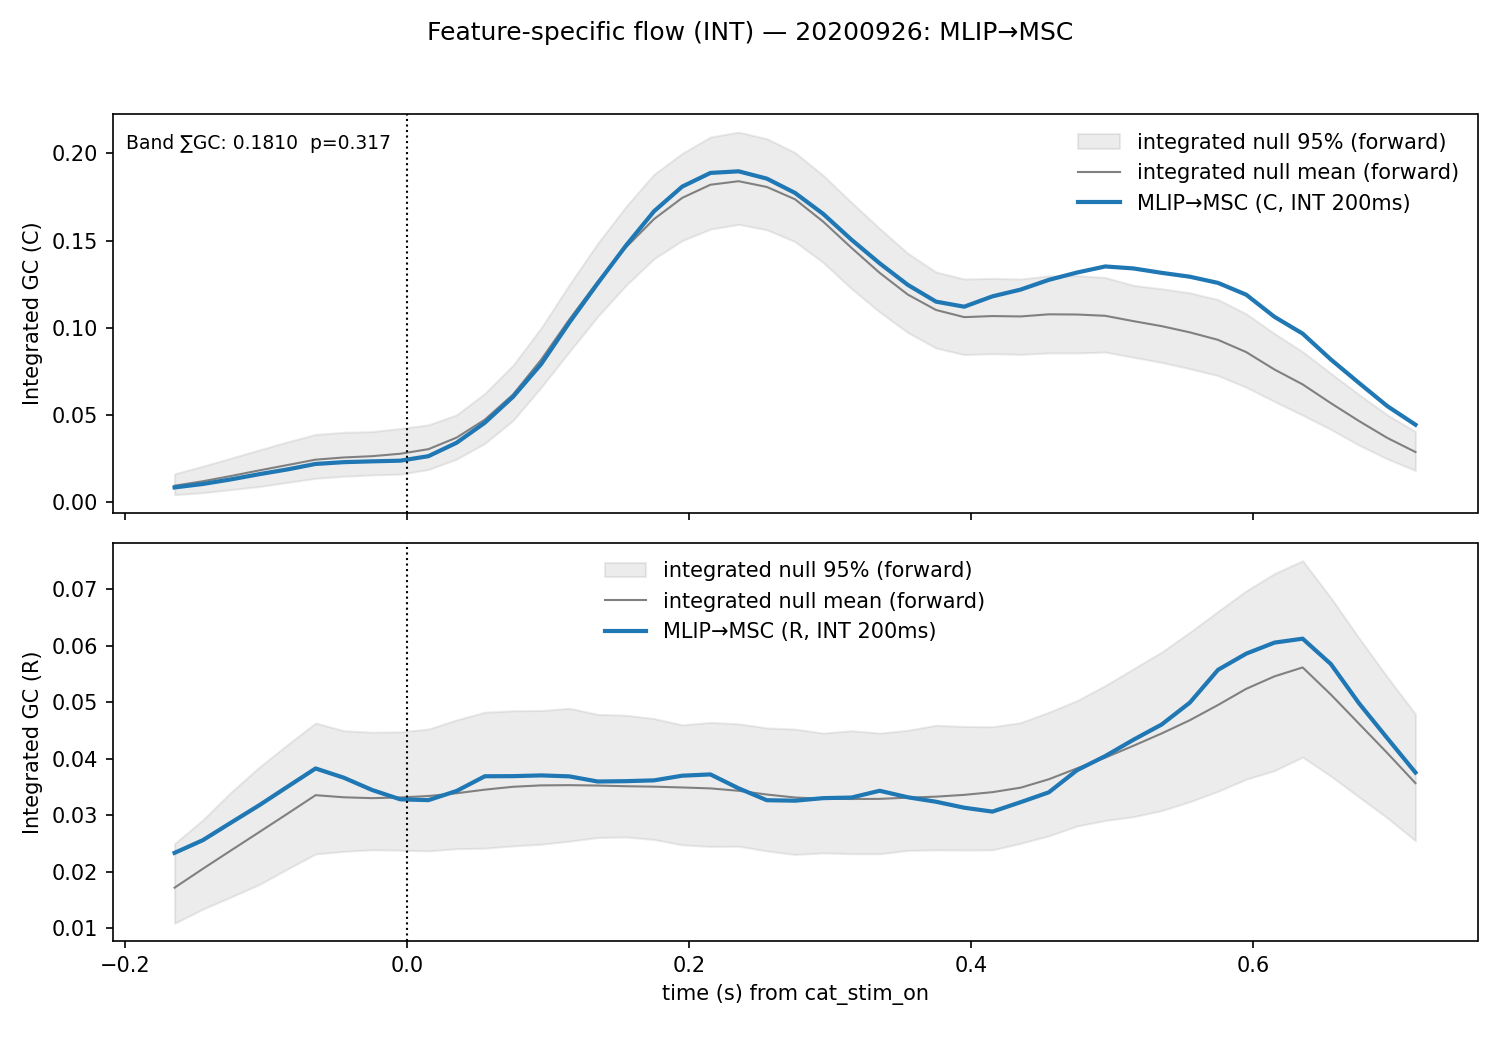 Feature-specific flow (INT) — 20200926: MLIP→MSC
Band ∑GC: 0.1810  p=0.317
integrated null 95% (forward)
integrated null mean (forward)
MLIP→MSC (C, INT 200ms)
Integrated GC (C)
0.20
0.15
0.10
0.05
0.00
integrated null 95% (forward)
integrated null mean (forward)
MLIP→MSC (R, INT 200ms)
Integrated GC (R)
0.07
0.06
0.05
0.04
0.03
0.02
0.01
−0.2 0.0 0.2 0.4 0.6
time (s) from cat_stim_on